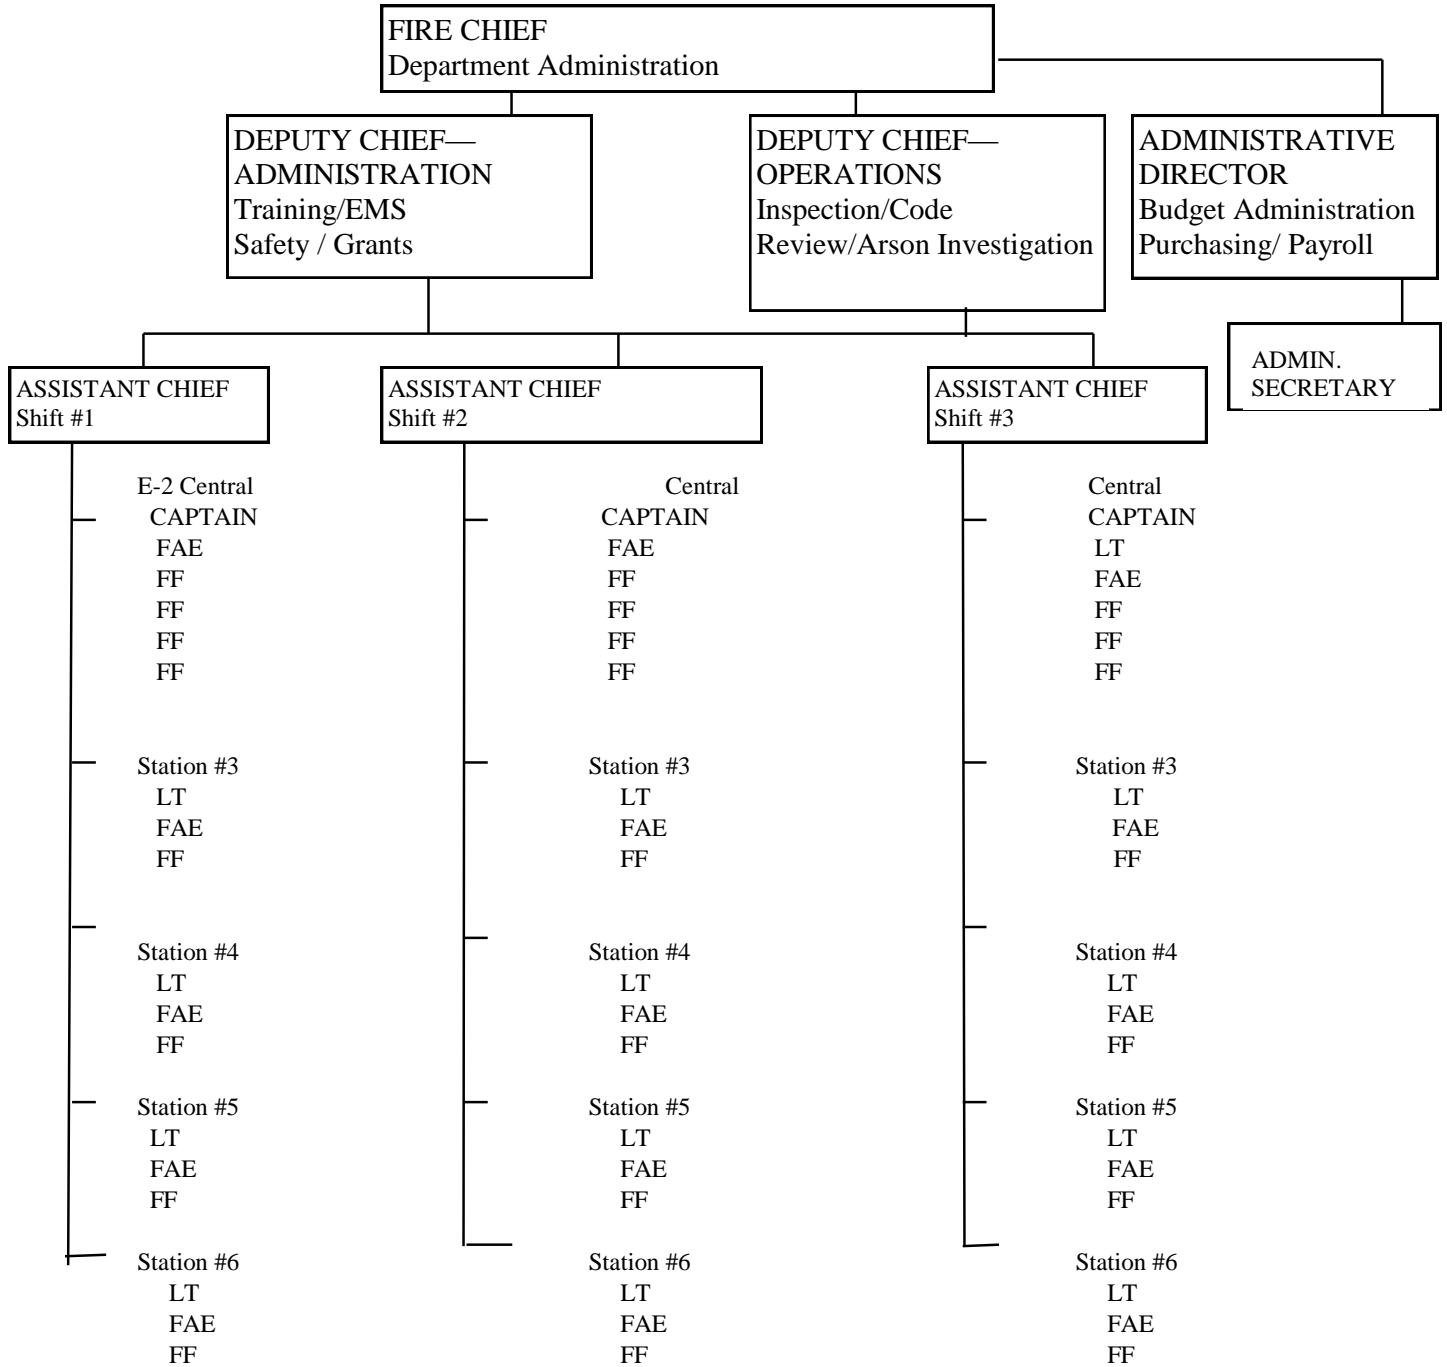 FIRE CHIEF
Department Administration
DEPUTY CHIEF—
ADMINISTRATION
Training/EMS
Safety / Grants
DEPUTY CHIEF—
OPERATIONS
Inspection/Code
Review/Arson Investigation
ADMINISTRATIVE
DIRECTOR
Budget Administration
Purchasing/ Payroll
ADMIN.
SECRETARY
ASSISTANT CHIEF
Shift #1
E-2 Central
CAPTAIN
FAE
FF
FF
FF
FF
Station #3
LT
FAE
FF
Station #4
LT
FAE
FF
Station #5
LT
FAE
FF
Station #6
LT
FAE
FF
ASSISTANT CHIEF
Shift #2
Central
CAPTAIN
FAE
FF
FF
FF
FF
Station #3
LT
FAE
FF
Station #4
LT
FAE
FF
Station #5
LT
FAE
FF
Station #6
LT
FAE
FF
ASSISTANT CHIEF
Shift #3
Central
CAPTAIN
LT
FAE
FF
FF
FF
Station #3
LT
FAE
FF
Station #4
LT
FAE
FF
Station #5
LT
FAE
FF
Station #6
LT
FAE
FF